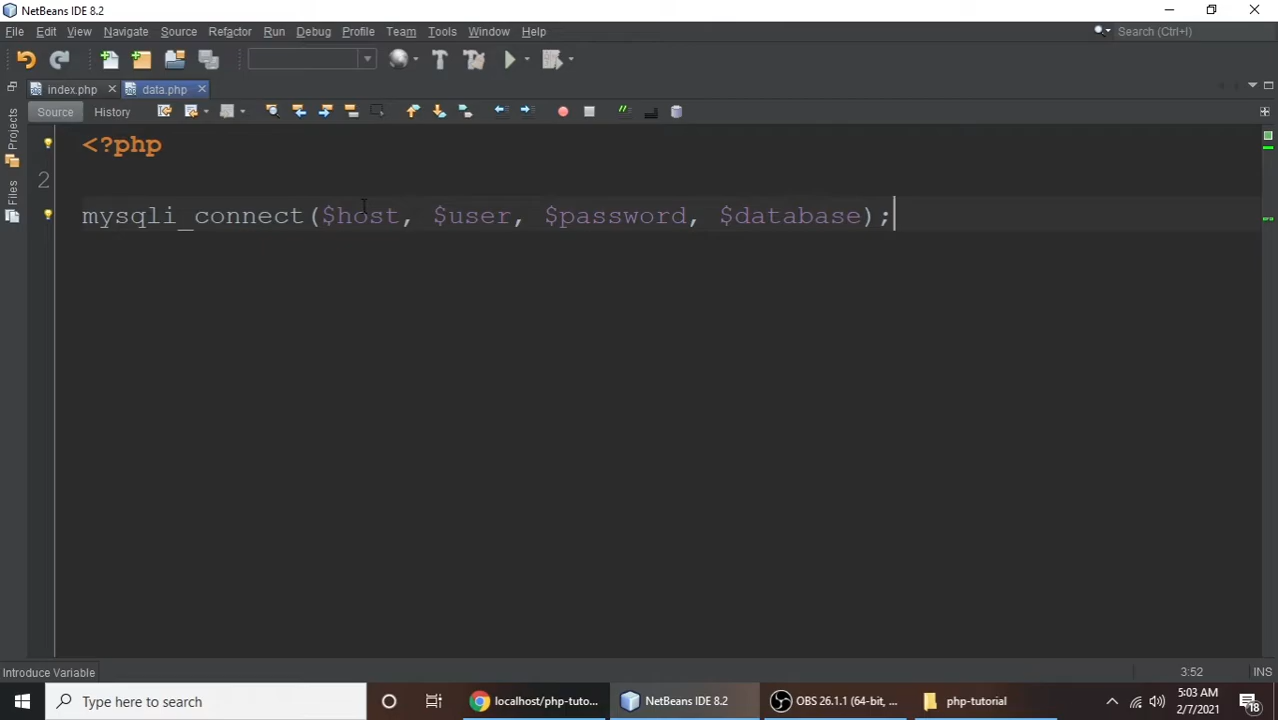 NetBeans IDE 8.2
File Edit View Navigate Source Refactor Run Debug Profile Team Tools Window Help
Search (Ctrl+I)
index.php data.php
Source History
Projects
Files
<?php
2
mysqli_connect($host, $user, $password, $database);
Introduce Variable 3:52 INS
Type here to search
localhost/php-tuto...
NetBeans IDE 8.2
OBS 26.1.1 (64-bit, ...
php-tutorial
5:03 AM
2/7/2021
18